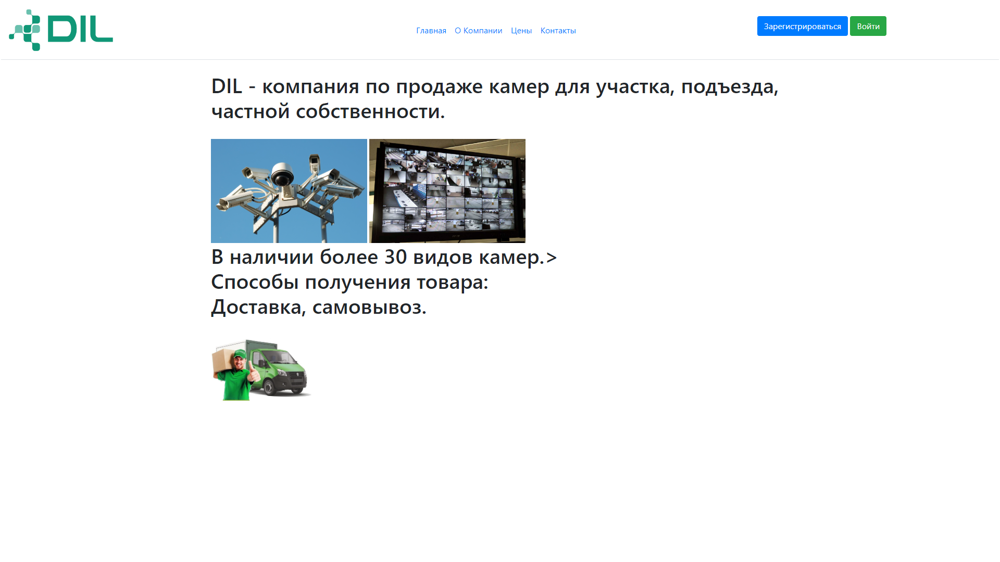 DIL
Главная О Компании Цены Контакты
Зарегистрироваться Войти
DIL - компания по продаже камер для участка, подъезда,
частной собственности.
В наличии более 30 видов камер.>
Способы получения товара:
Доставка, самовывоз.